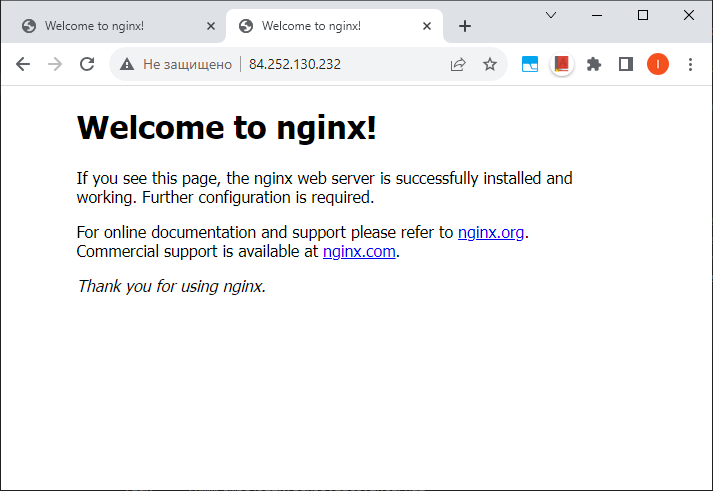 Welcome to nginx!
Welcome to nginx!
Не защищено
84.252.130.232
I
Welcome to nginx!
If you see this page, the nginx web server is successfully installed and
working. Further configuration is required.
For online documentation and support please refer to nginx.org.
Commercial support is available at nginx.com.
Thank you for using nginx.